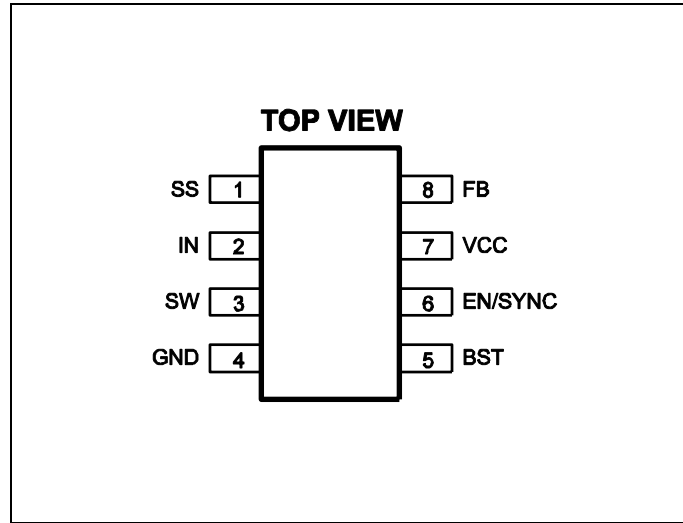 TOP VIEW
SS 1 8 FB
IN 2 7 VCC
SW 3 6 EN/SYNC
GND 4 5 BST